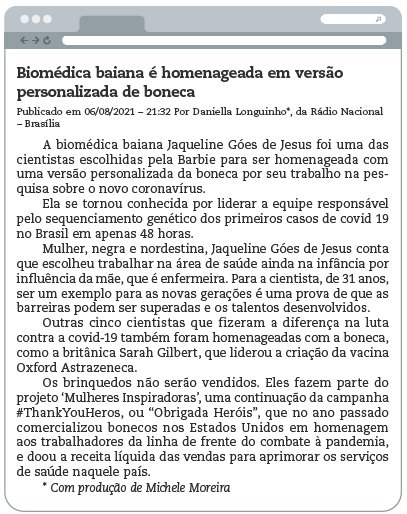 Biomédica baiana é homenageada em versão
personalizada de boneca
Publicado em 06/08/2021 – 21:32 Por Daniella Longuinho*, da Rádio Nacional
– Brasília
A biomédica baiana Jaqueline Góes de Jesus foi uma das
cientistas escolhidas pela Barbie para ser homenageada com
uma versão personalizada da boneca por seu trabalho na pes-
quisa sobre o novo coronavírus.
Ela se tornou conhecida por liderar a equipe responsável
pelo sequenciamento genético dos primeiros casos de covid 19
no Brasil em apenas 48 horas.
Mulher, negra e nordestina, Jaqueline Góes de Jesus conta
que escolheu trabalhar na área de saúde ainda na infância por
influência da mãe, que é enfermeira. Para a cientista, de 31 anos,
ser um exemplo para as novas gerações é uma prova de que as
barreiras podem ser superadas e os talentos desenvolvidos.
Outras cinco cientistas que fizeram a diferença na luta
contra a covid-19 também foram homenageadas com a boneca,
como a britânica Sarah Gilbert, que liderou a criação da vacina
Oxford Astrazeneca.
Os brinquedos não serão vendidos. Eles fazem parte do
projeto ‘Mulheres Inspiradoras’, uma continuação da campanha
#ThankYouHeros, ou “Obrigada Heróis”, que no ano passado
comercializou bonecos nos Estados Unidos em homenagem
aos trabalhadores da linha de frente do combate à pandemia,
e doou a receita líquida das vendas para aprimorar os serviços
de saúde naquele país.
* Com produção de Michele Moreira